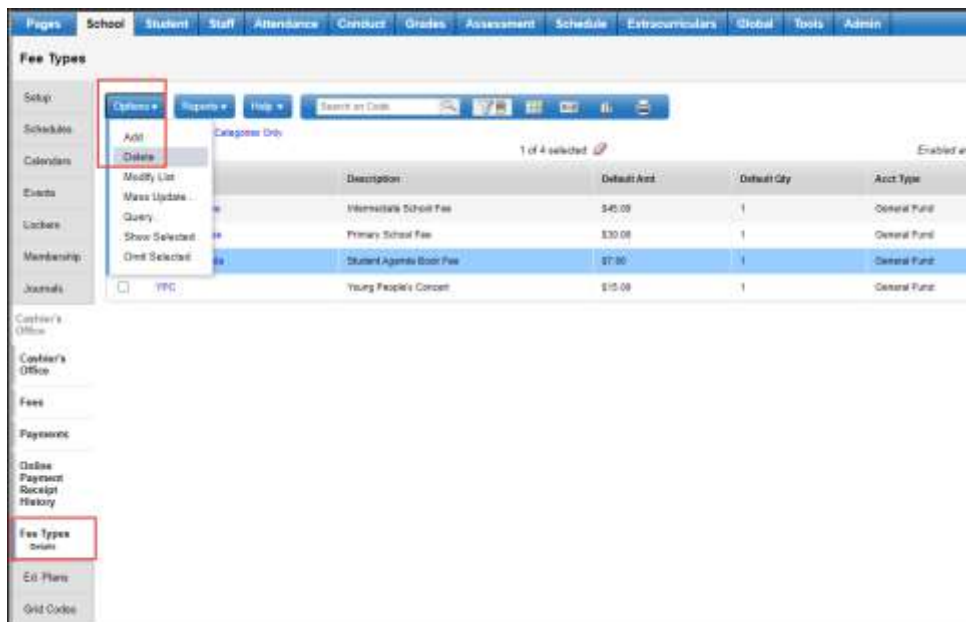 Pages School Student Staff Attendance Conduct Grades Assessment Schedule Extracurriculars Global Tools Admin
Fee Types
Setup
Schedules
Calendars
Events
Lockers
Membership
Journals
Cashier's
Office
Cashier's
Office
Fees
Payments
Online
Payment
Receipt
History
Fee Types
Details
Ed. Plans
Grid Codes
Options Reports Help Search on Code
Add
Delete
Modify List
Mass Update...
Query...
Show Selected
Omit Selected
Categories Only
1 of 4 selected
Enabled
Description Default Amt Default Qty Acct Type
Intermediate School Fee $45.00 1 General Fund
Primary School Fee $30.00 1 General Fund
Student Agenda Book Fee $7.00 1 General Fund
YPC Young People's Concert $15.00 1 General Fund